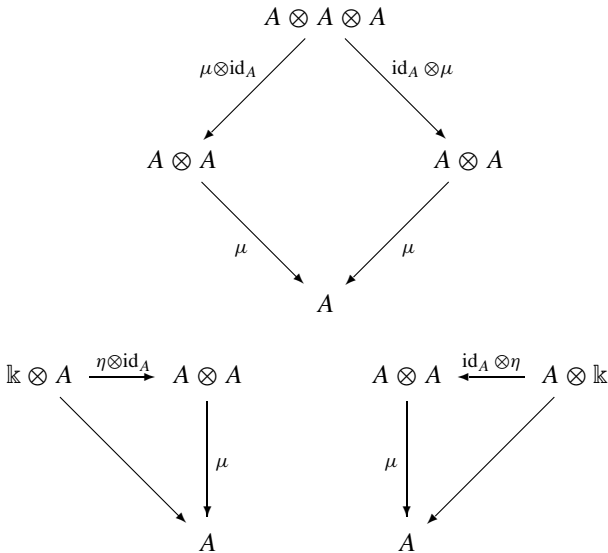 A ⊗ A ⊗ A
μ⊗id_A id_A ⊗μ
A ⊗ A A ⊗ A
μ μ
A
𝕜 ⊗ A η⊗id_A A ⊗ A A ⊗ A id_A ⊗η A ⊗ 𝕜
μ μ
A A